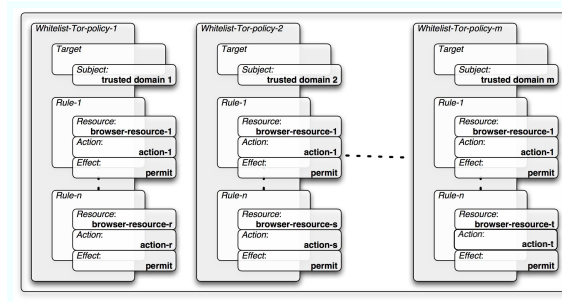 Whitelist-Tor-policy-1
Target
Subject:
trusted domain 1
Rule-1
Resource:
browser-resource-1
Action:
action-1
Effect:
permit
Rule-n
Resource:
browser-resource-r
Action:
action-r
Effect:
permit
Whitelist-Tor-policy-2
Target
Subject:
trusted domain 2
Rule-1
Resource:
browser-resource-1
Action:
action-1
Effect:
permit
Rule-n
Resource:
browser-resource-s
Action:
action-s
Effect:
permit
Whitelist-Tor-policy-m
Target
Subject:
trusted domain m
Rule-1
Resource:
browser-resource-1
Action:
action-1
Effect:
permit
Rule-n
Resource:
browser-resource-t
Action:
action-t
Effect:
permit